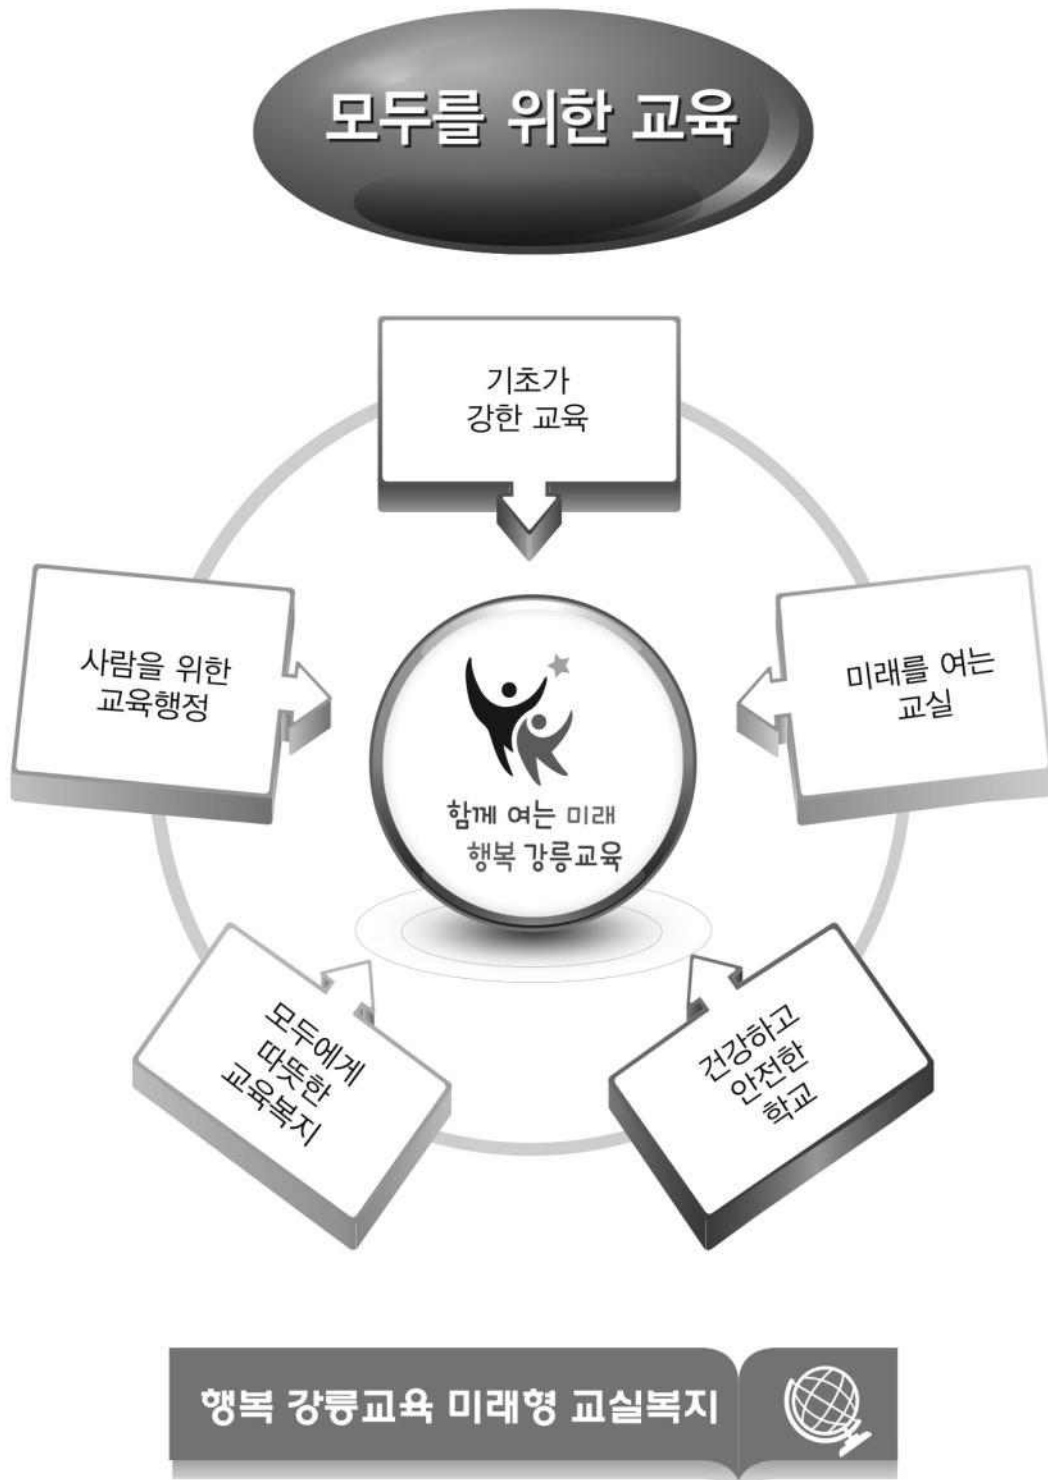 모두를 위한 교육
기초가
강한 교육
사람을 위한
교육행정
미래를 여는
교실
함께 여는 미래
행복 강릉교육
모두에게
따뜻한
교육복지
건강하고
안전한
학교
행복 강릉교육 미래형 교실복지